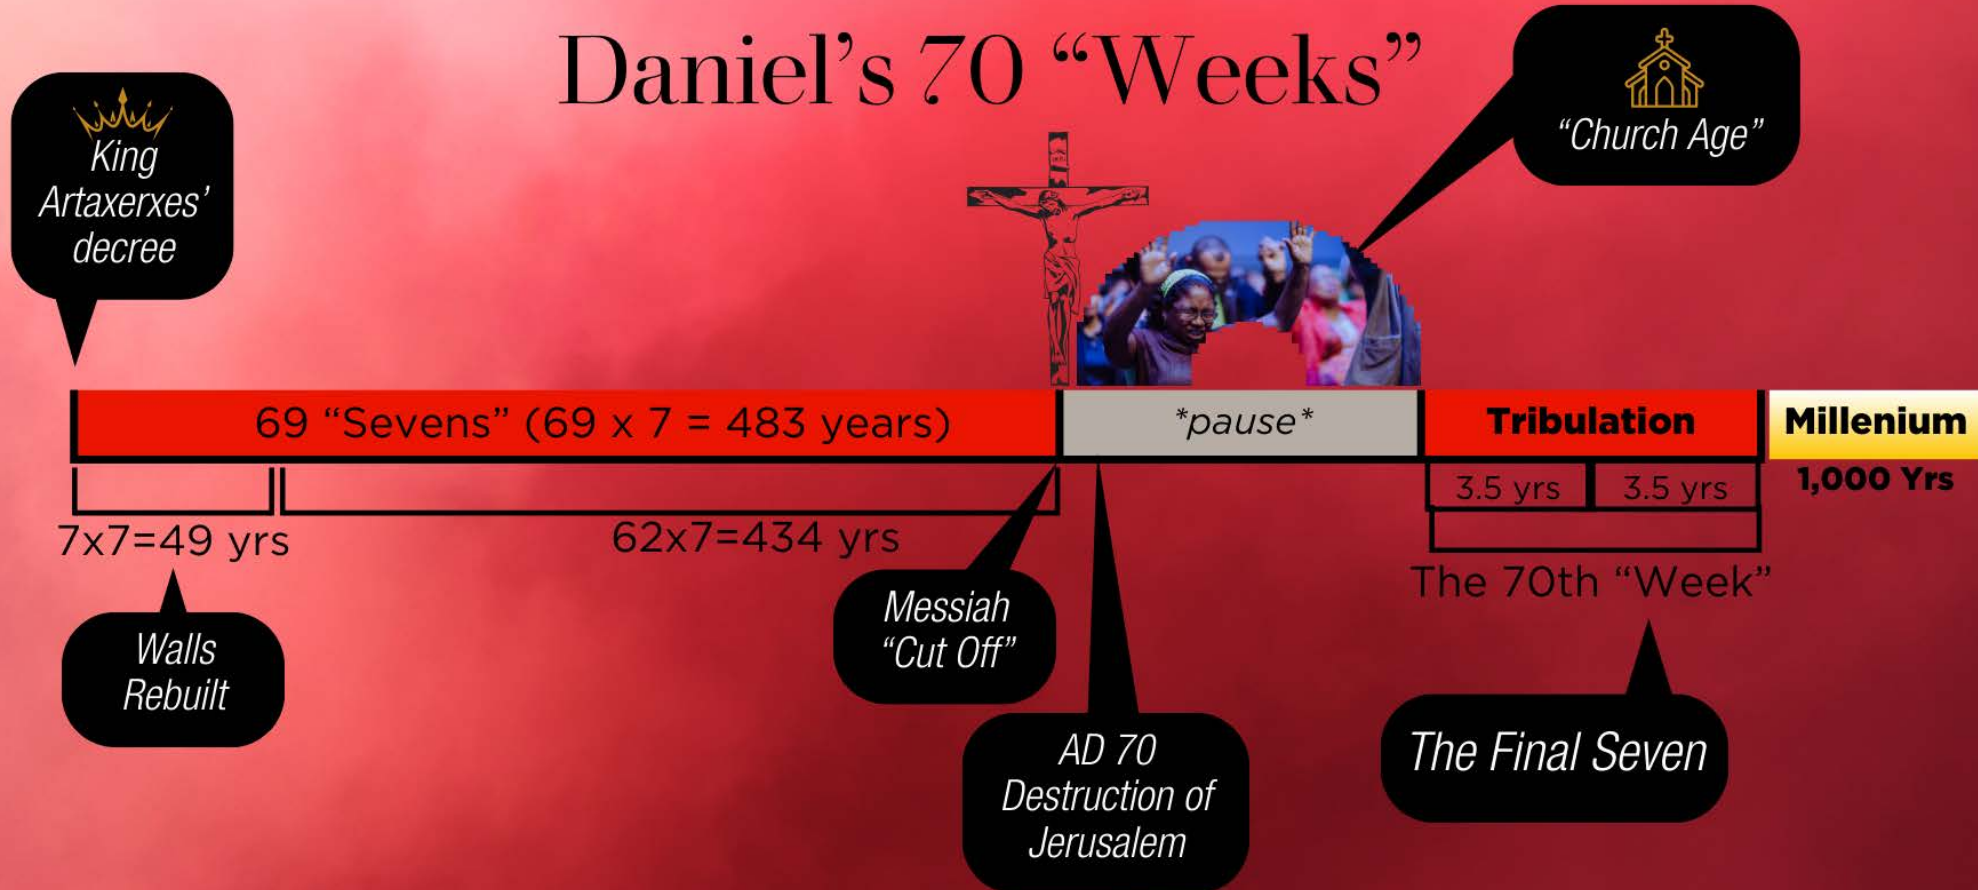 Daniel's 70 “Weeks”
King
Artaxerxes’
decree
“Church Age”
69 “Sevens” (69 x 7 = 483 years)
*pause*
Tribulation
Millenium
3.5 yrs
3.5 yrs
1,000 Yrs
7x7=49 yrs
62x7=434 yrs
The 70th “Week”
Walls
Rebuilt
Messiah
“Cut Off”
AD 70
Destruction of
Jerusalem
The Final Seven